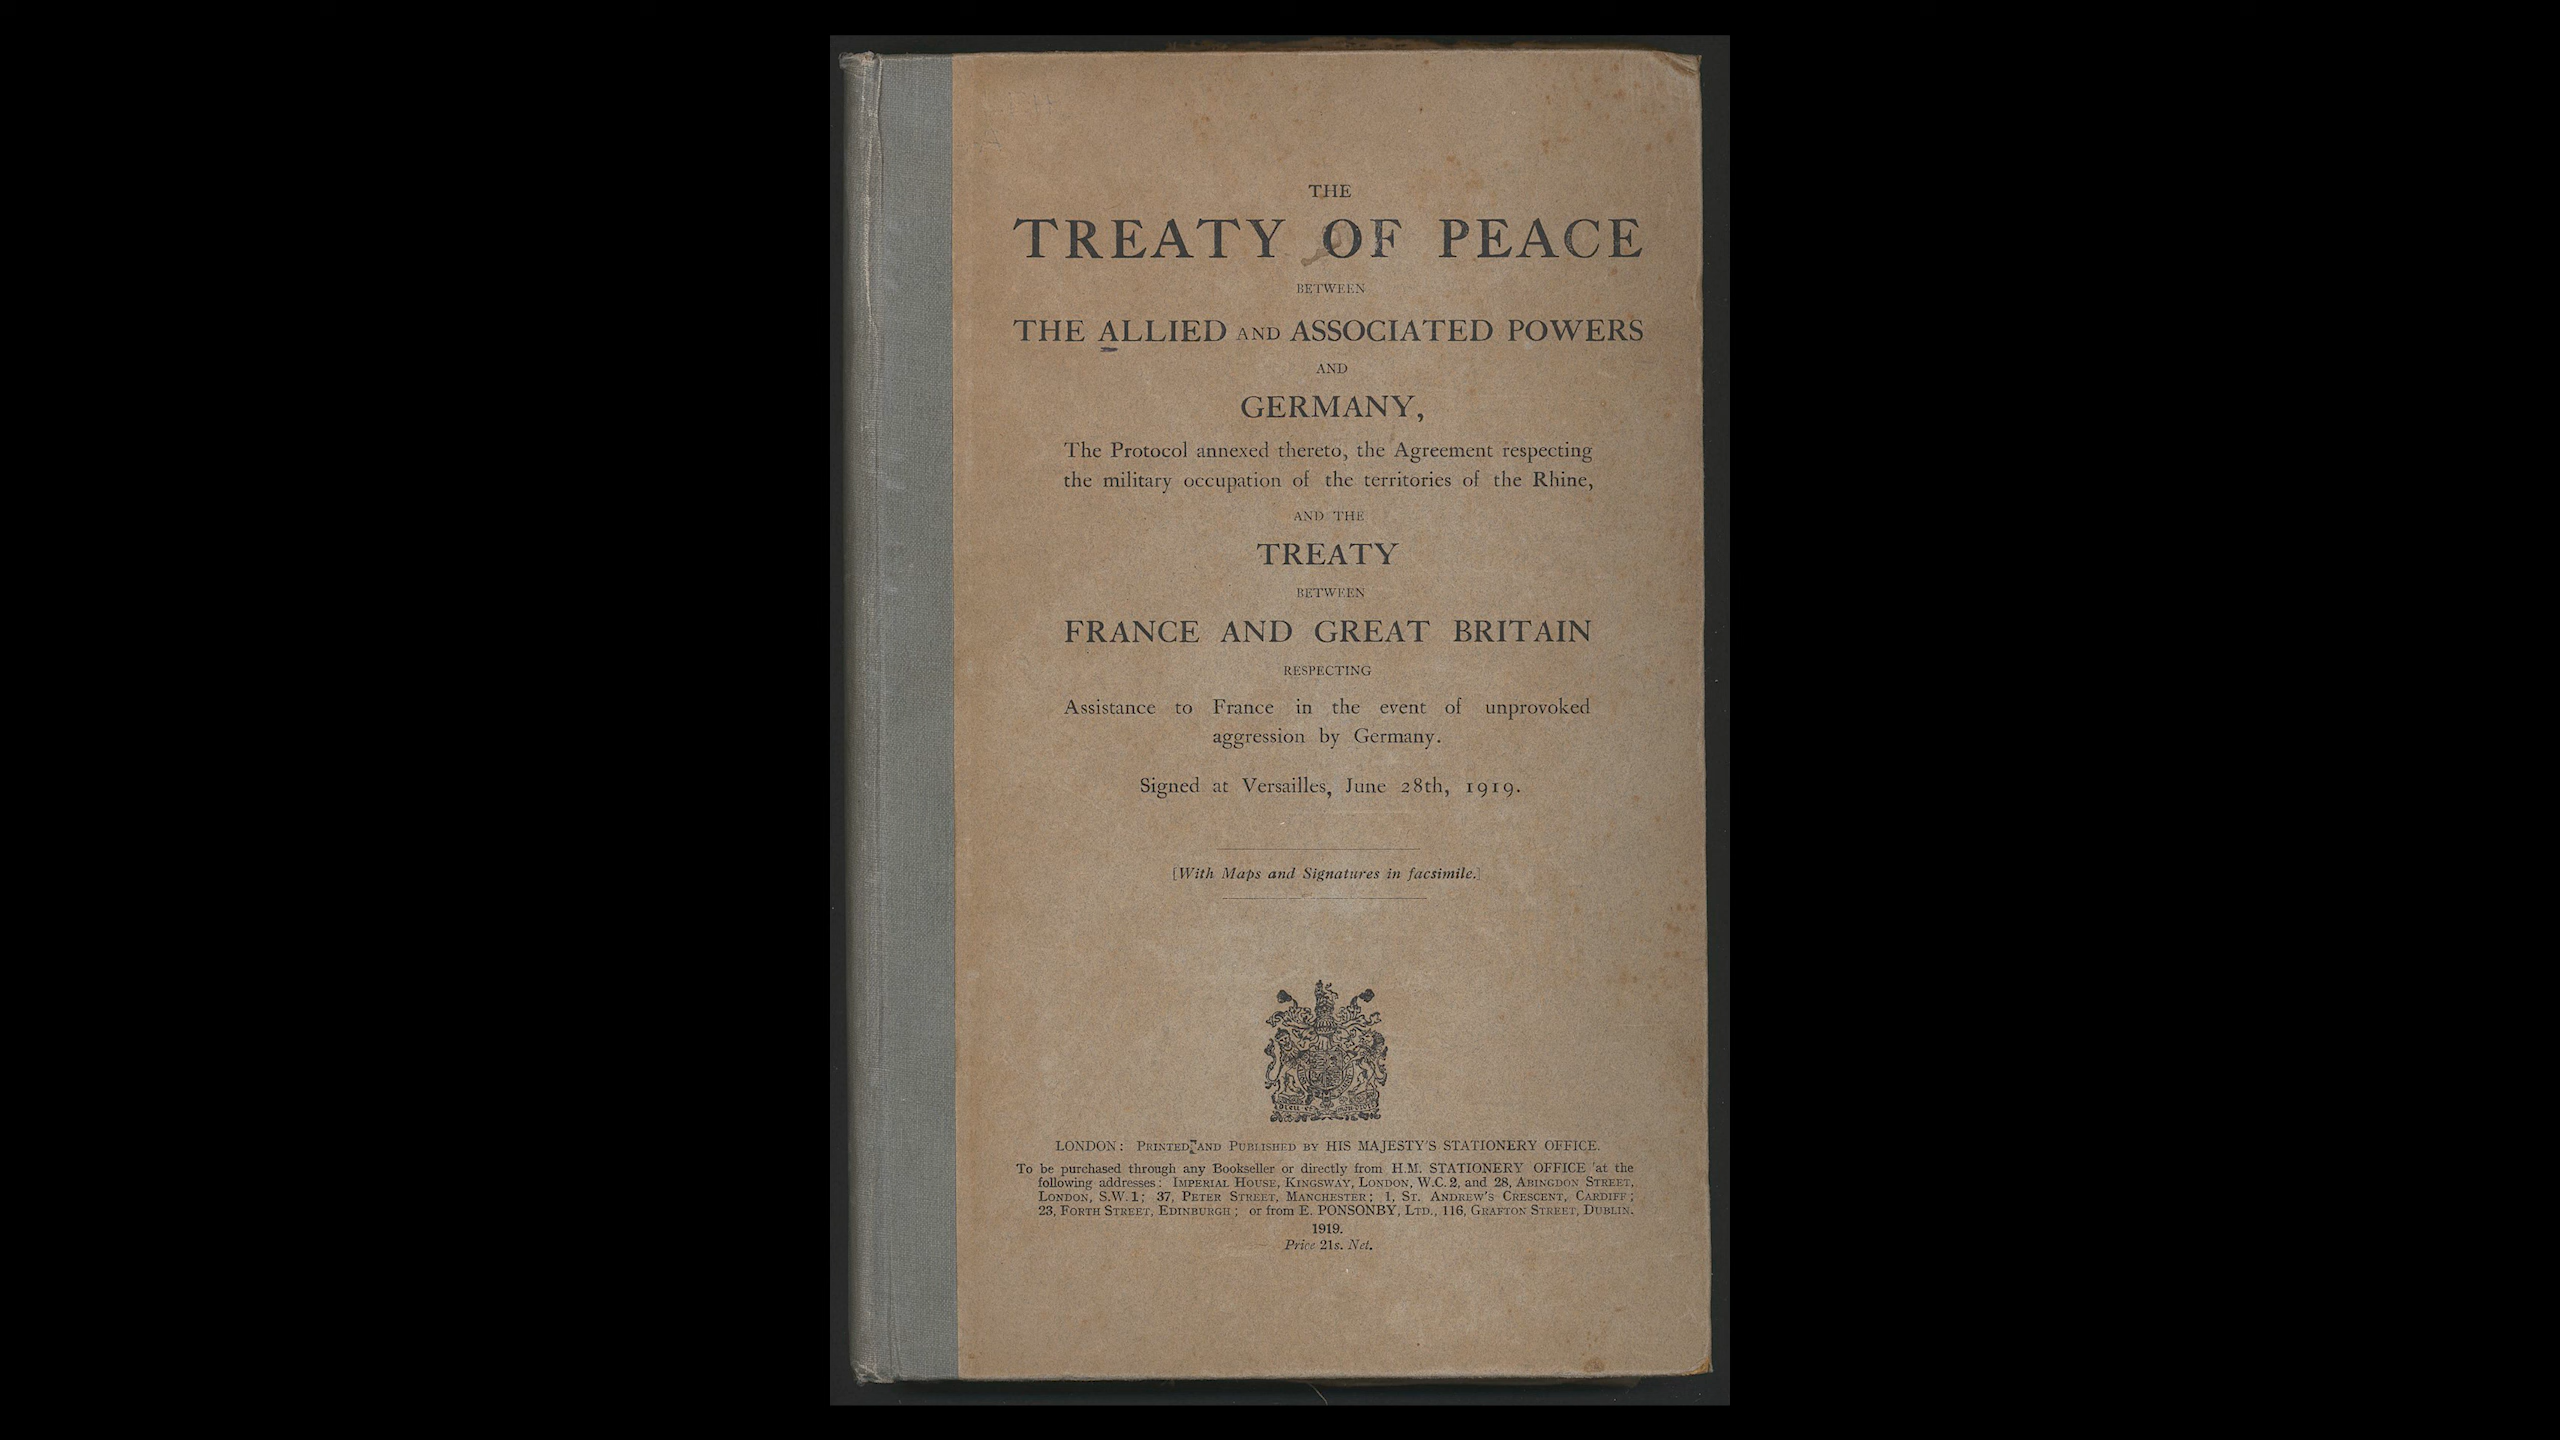 THE
TREATY OF PEACE
BETWEEN
THE ALLIED AND ASSOCIATED POWERS
AND
GERMANY,
The Protocol annexed thereto, the Agreement respecting
the military occupation of the territories of the Rhine,
AND THE
TREATY
BETWEEN
FRANCE AND GREAT BRITAIN
RESPECTING
Assistance to France in the event of unprovoked
aggression by Germany.
Signed at Versailles, June 28th, 1919.
[With Maps and Signatures in facsimile.]
LONDON: PRINTED AND PUBLISHED BY HIS MAJESTY'S STATIONERY OFFICE.
To be purchased through any Bookseller or directly from H.M. STATIONERY OFFICE at the
following addresses: IMPERIAL HOUSE, KINGSWAY, LONDON, W.C.2, and 28, ABINGDON STREET,
LONDON, S.W.1; 37, PETER STREET, MANCHESTER; 1, ST. ANDREW'S CRESCENT, CARDIFF;
23, FORTH STREET, EDINBURGH; or from E. PONSONBY, LTD., 116, GRAFTON STREET, DUBLIN.
1919.
Price 21s. Net.